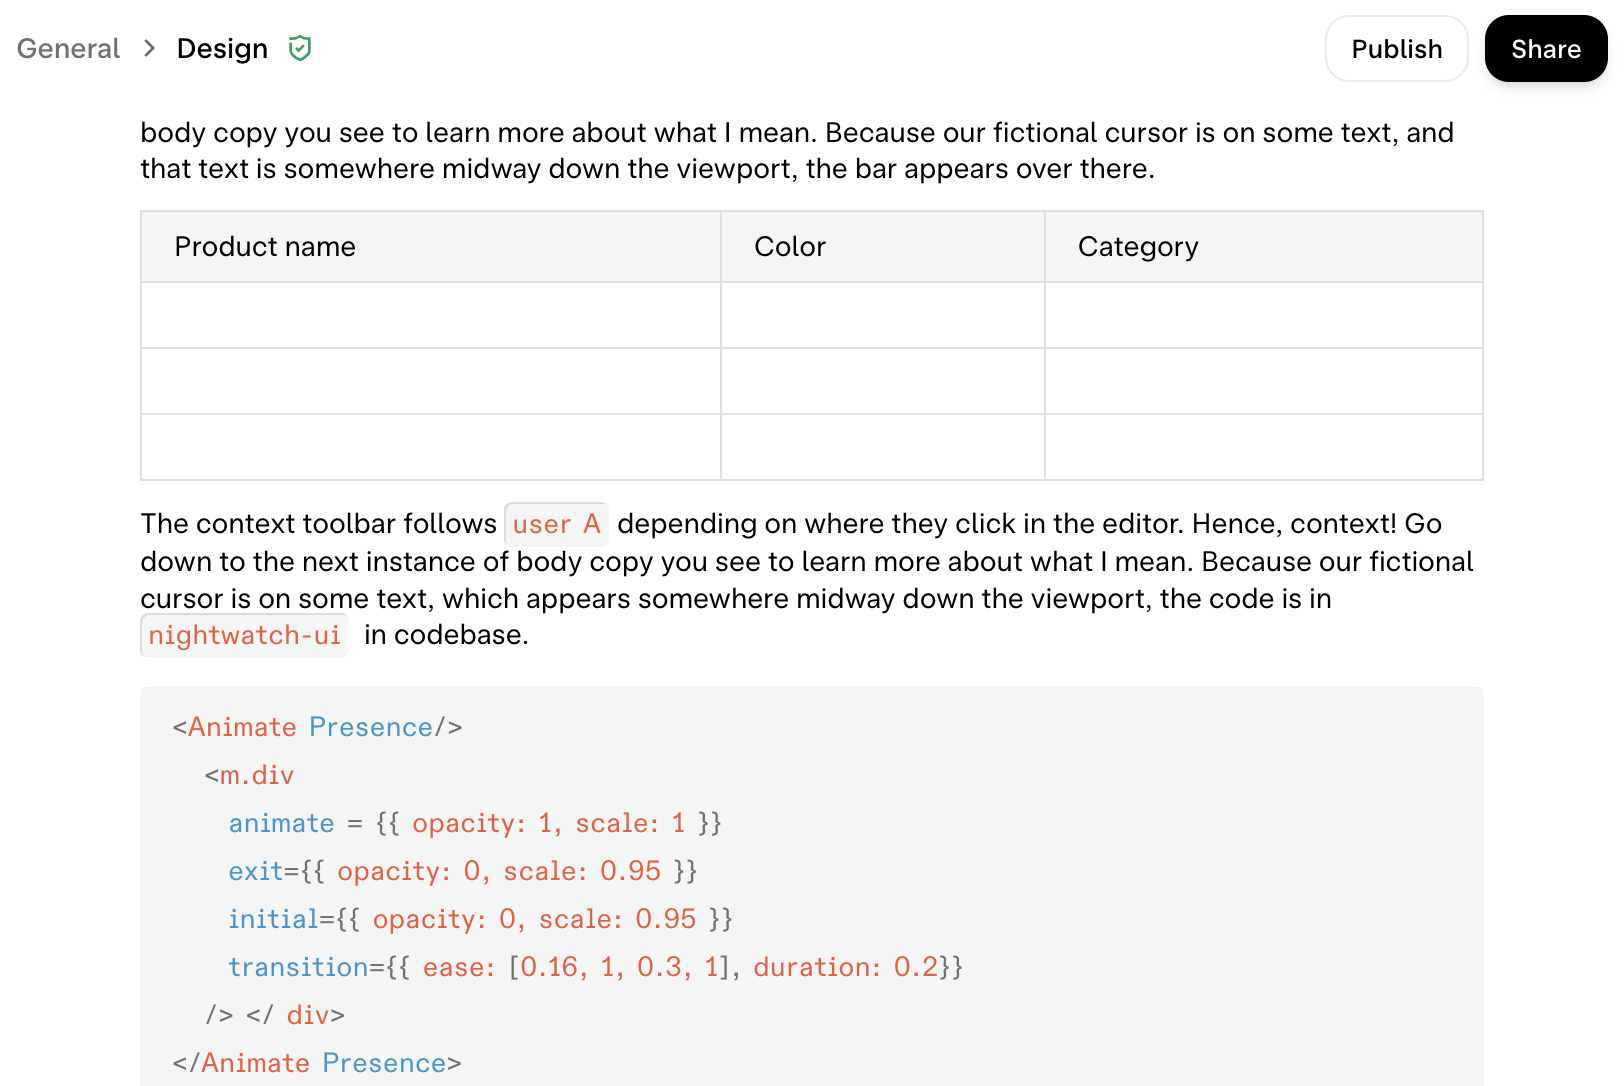 General > Design
Publish
Share
body copy you see to learn more about what I mean. Because our fictional cursor is on some text, and
that text is somewhere midway down the viewport, the bar appears over there.
Product name Color Category
The context toolbar follows user A depending on where they click in the editor. Hence, context! Go
down to the next instance of body copy you see to learn more about what I mean. Because our fictional
cursor is on some text, which appears somewhere midway down the viewport, the code is in
nightwatch-ui in codebase.
<Animate Presence/>
<m.div
animate = {{ opacity: 1, scale: 1 }}
exit={{ opacity: 0, scale: 0.95 }}
initial={{ opacity: 0, scale: 0.95 }}
transition={{ ease: [0.16, 1, 0.3, 1], duration: 0.2}}
/> </ div>
</Animate Presence>